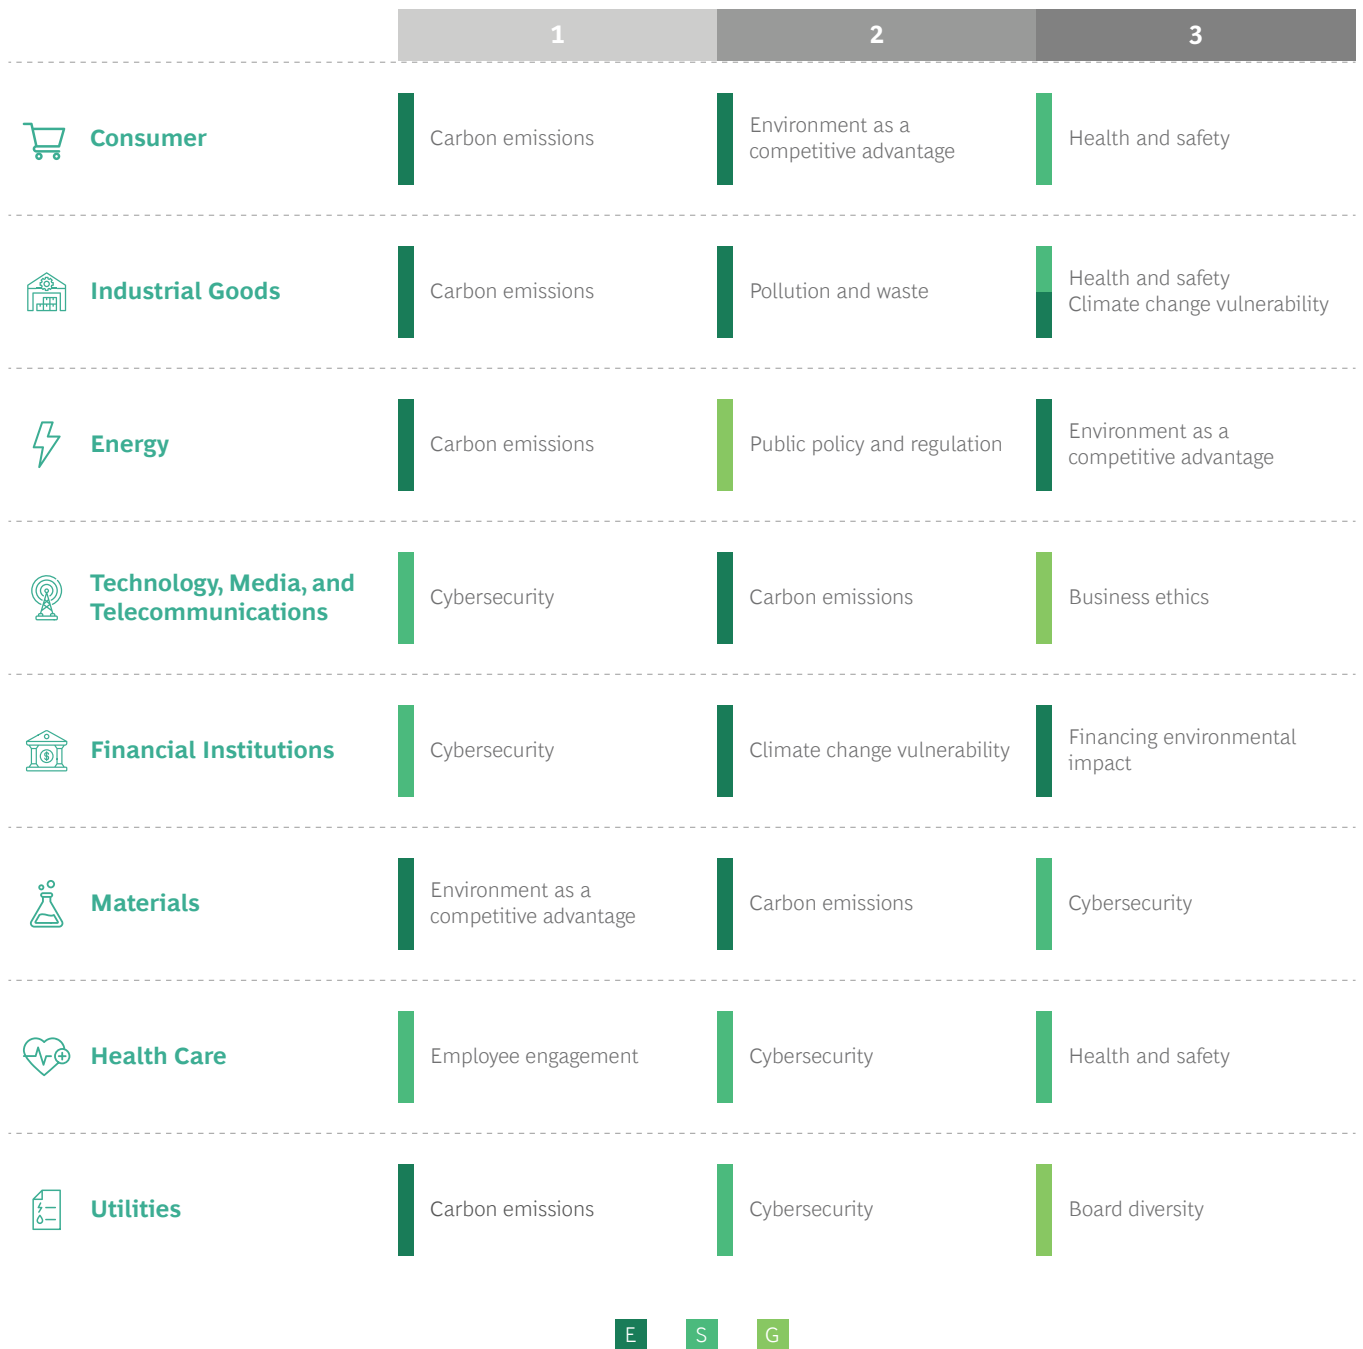 1
2
3
Consumer
Carbon emissions
Environment as a
competitive advantage
Health and safety
Industrial Goods
Carbon emissions
Pollution and waste
Health and safety
Climate change vulnerability
Energy
Carbon emissions
Public policy and regulation
Environment as a
competitive advantage
Technology, Media, and
Telecommunications
Cybersecurity
Carbon emissions
Business ethics
Financial Institutions
$
Cybersecurity
Climate change vulnerability
Financing environmental
impact
Materials
Environment as a
competitive advantage
Carbon emissions
Cybersecurity
Health Care
Employee engagement
Cybersecurity
Health and safety
Utilities
Carbon emissions
Cybersecurity
Board diversity
E
S
G